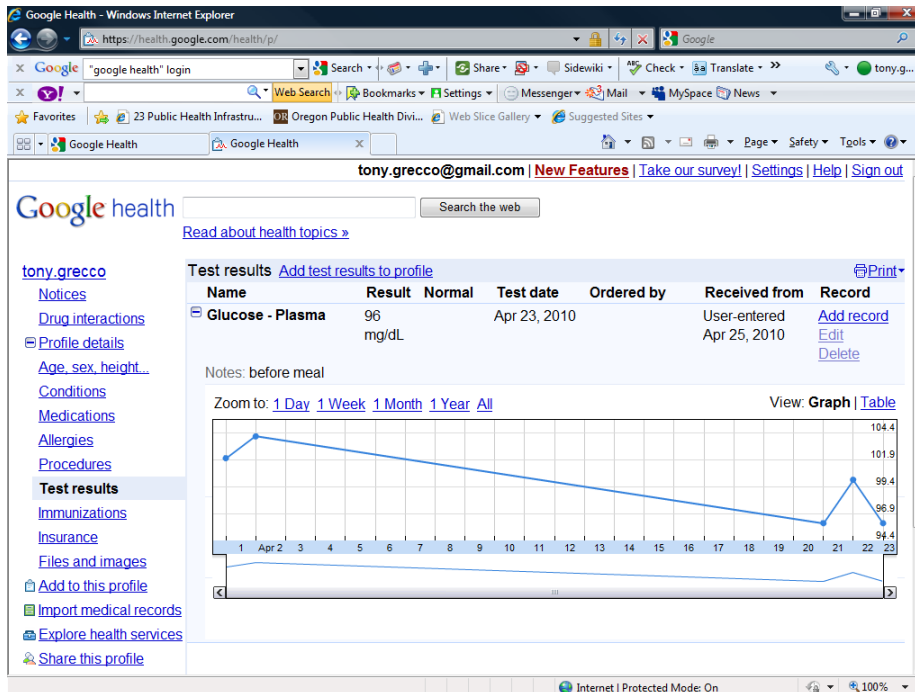 Google Health - Windows Internet Explorer
https://health.google.com/health/p/ Google
x Google "google health" login Search Share Sidewiki Check Translate » tony.g...
x Y! Web Search Bookmarks Settings Messenger Mail MySpace News
Favorites 23 Public Health Infrastru... OR Oregon Public Health Divi... Web Slice Gallery Suggested Sites
Google Health Google Health x Page Safety Tools
tony.grecco@gmail.com | New Features | Take our survey! | Settings | Help | Sign out
Google health Search the web
Read about health topics »
tony.grecco
Notices
Drug interactions
Profile details
Age, sex, height...
Conditions
Medications
Allergies
Procedures
Test results
Immunizations
Insurance
Files and images
Add to this profile
Import medical records
Explore health services
Share this profile
Test results Add test results to profile Print
Name Result Normal Test date Ordered by Received from Record
Glucose - Plasma 96 Apr 23, 2010 User-entered Add record
mg/dL Apr 25, 2010 Edit
Delete
Notes: before meal
Zoom to: 1 Day 1 Week 1 Month 1 Year All View: Graph | Table
104.4
101.9
99.4
96.9
94.4
1 Apr 2 3 4 5 6 7 8 9 10 11 12 13 14 15 16 17 18 19 20 21 22 23
Internet | Protected Mode: On 100%